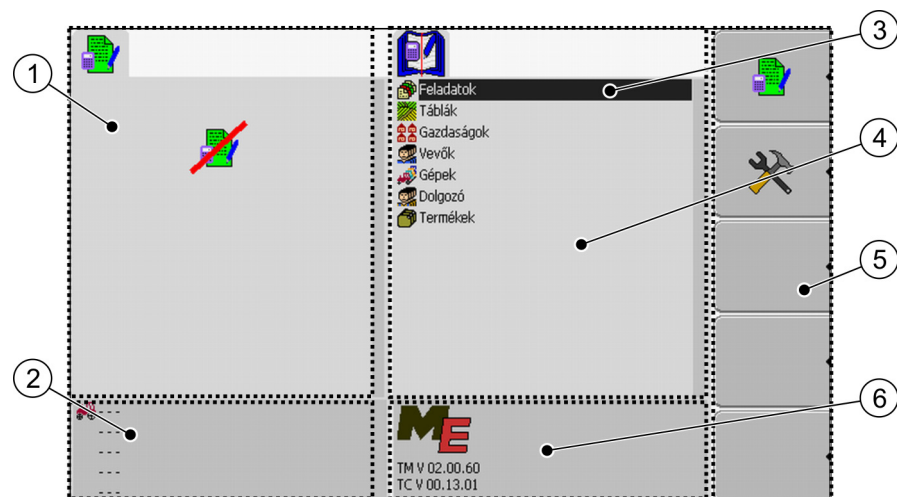 1
2
3
4
5
6
Feladatok
Táblák
Gazdaságok
Vevők
Gépek
Dolgozó
Termékek
---
---
---
---
---
ME
TM V 02.00.60
TC V 00.13.01